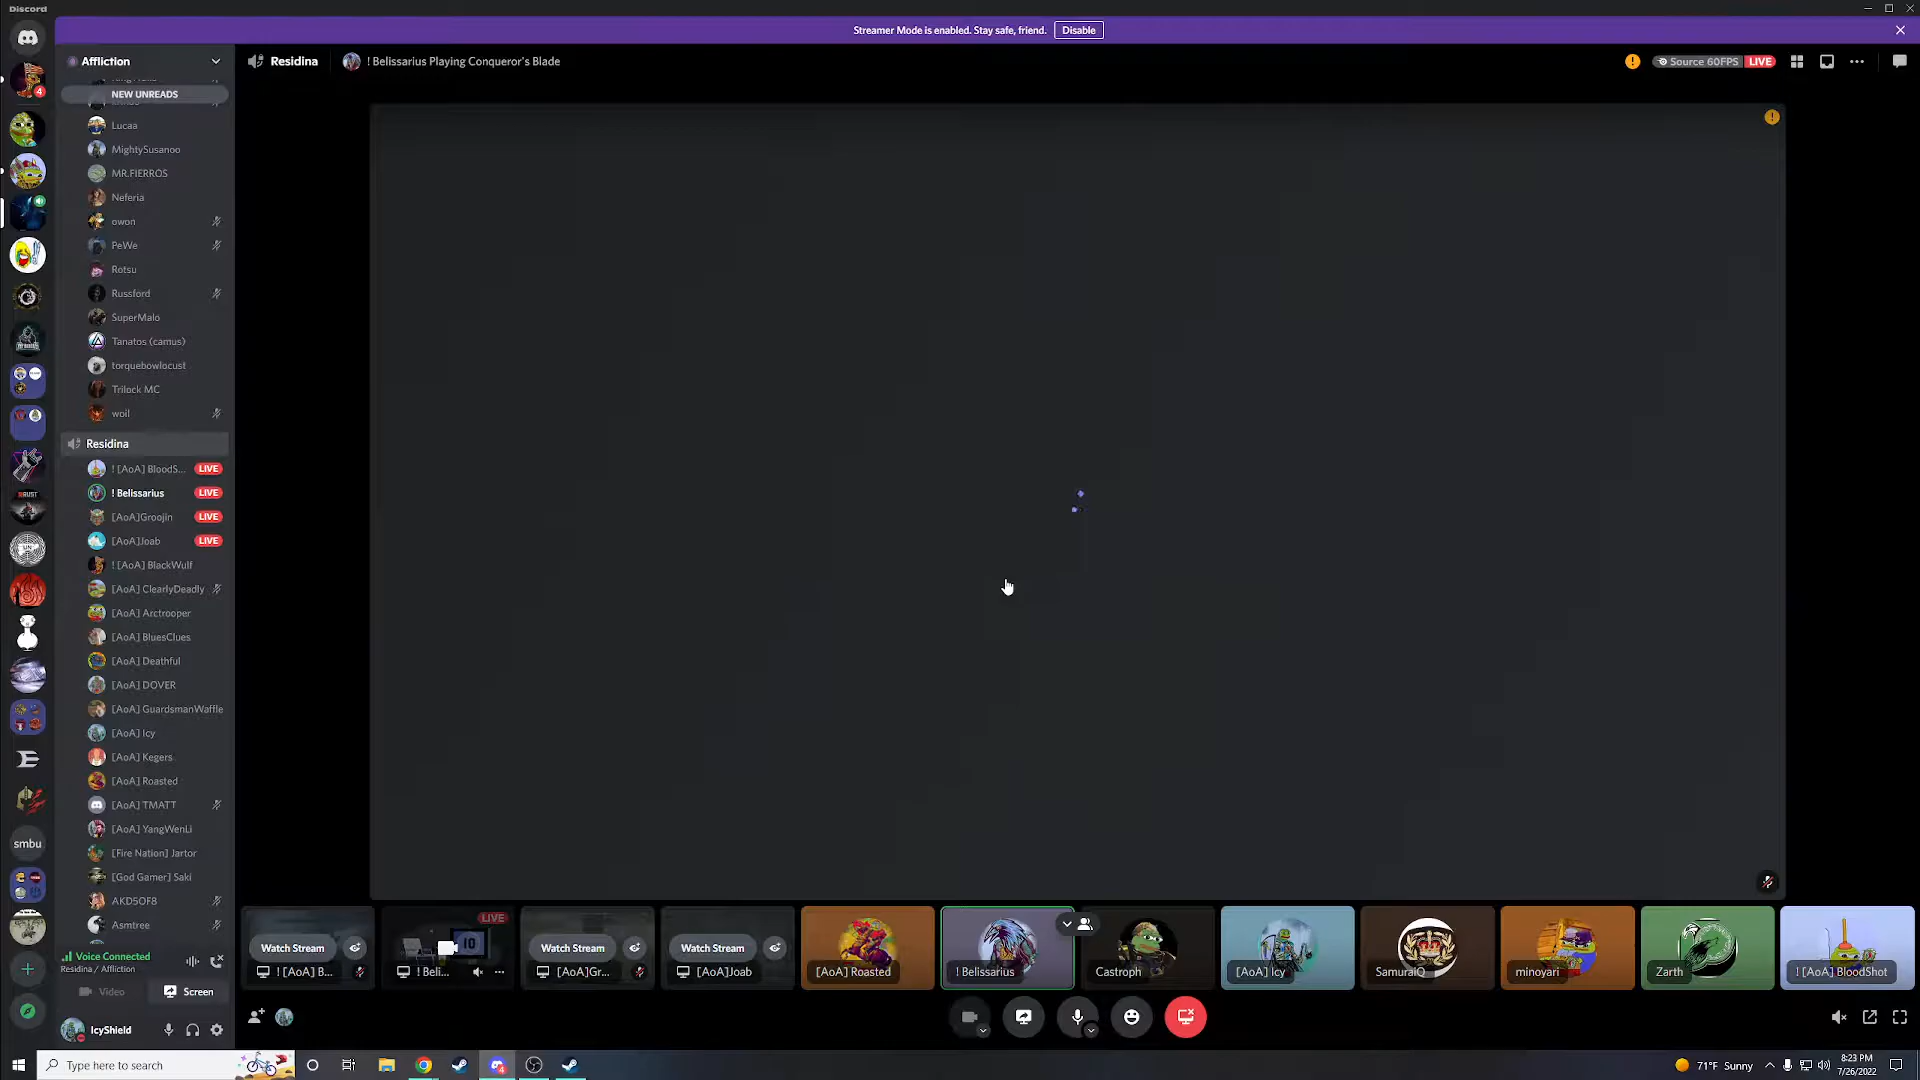 Discord
Streamer Mode is enabled. Stay safe, friend. Disable
Affliction
Residina
! Belissarius Playing Conqueror's Blade
Source 60FPS LIVE
NEW UNREADS
Lucaa
MightySusanoo
MR.FIERROS
Neferia
owon
PeWe
Rotsu
Russford
SuperMalo
Tanatos (camus)
torquebowlocust
Trilock MC
woil
Residina
! [AoA] BloodS... LIVE
! Belissarius LIVE
[AoA]Groojin LIVE
[AoA]Joab LIVE
! [AoA] BlackWulf
[AoA] ClearlyDeadly
[AoA] Arctrooper
[AoA] BluesClues
[AoA] Deathful
[AoA] DOVER
[AoA] GuardsmanWaffle
[AoA] Icy
[AoA] Kegers
[AoA] Roasted
[AoA] TMATT
[AoA] YangWenLi
[Fire Nation] Jartor
[God Gamer] Saki
AKD5OF8
Asmtree
smbu
RUST
4
Watch Stream
! [AoA] B...
LIVE
10
! Beli...
Watch Stream
[AoA]Gr...
Watch Stream
[AoA]Joab
[AoA] Roasted
! Belissarius
Castroph
[AoA] Icy
SamuraiQ
minoyari
Zarth
! [AoA] BloodShot
Voice Connected
Residina / Affliction
Video
Screen
IcyShield
Type here to search
71°F Sunny
8:23 PM
7/26/2022